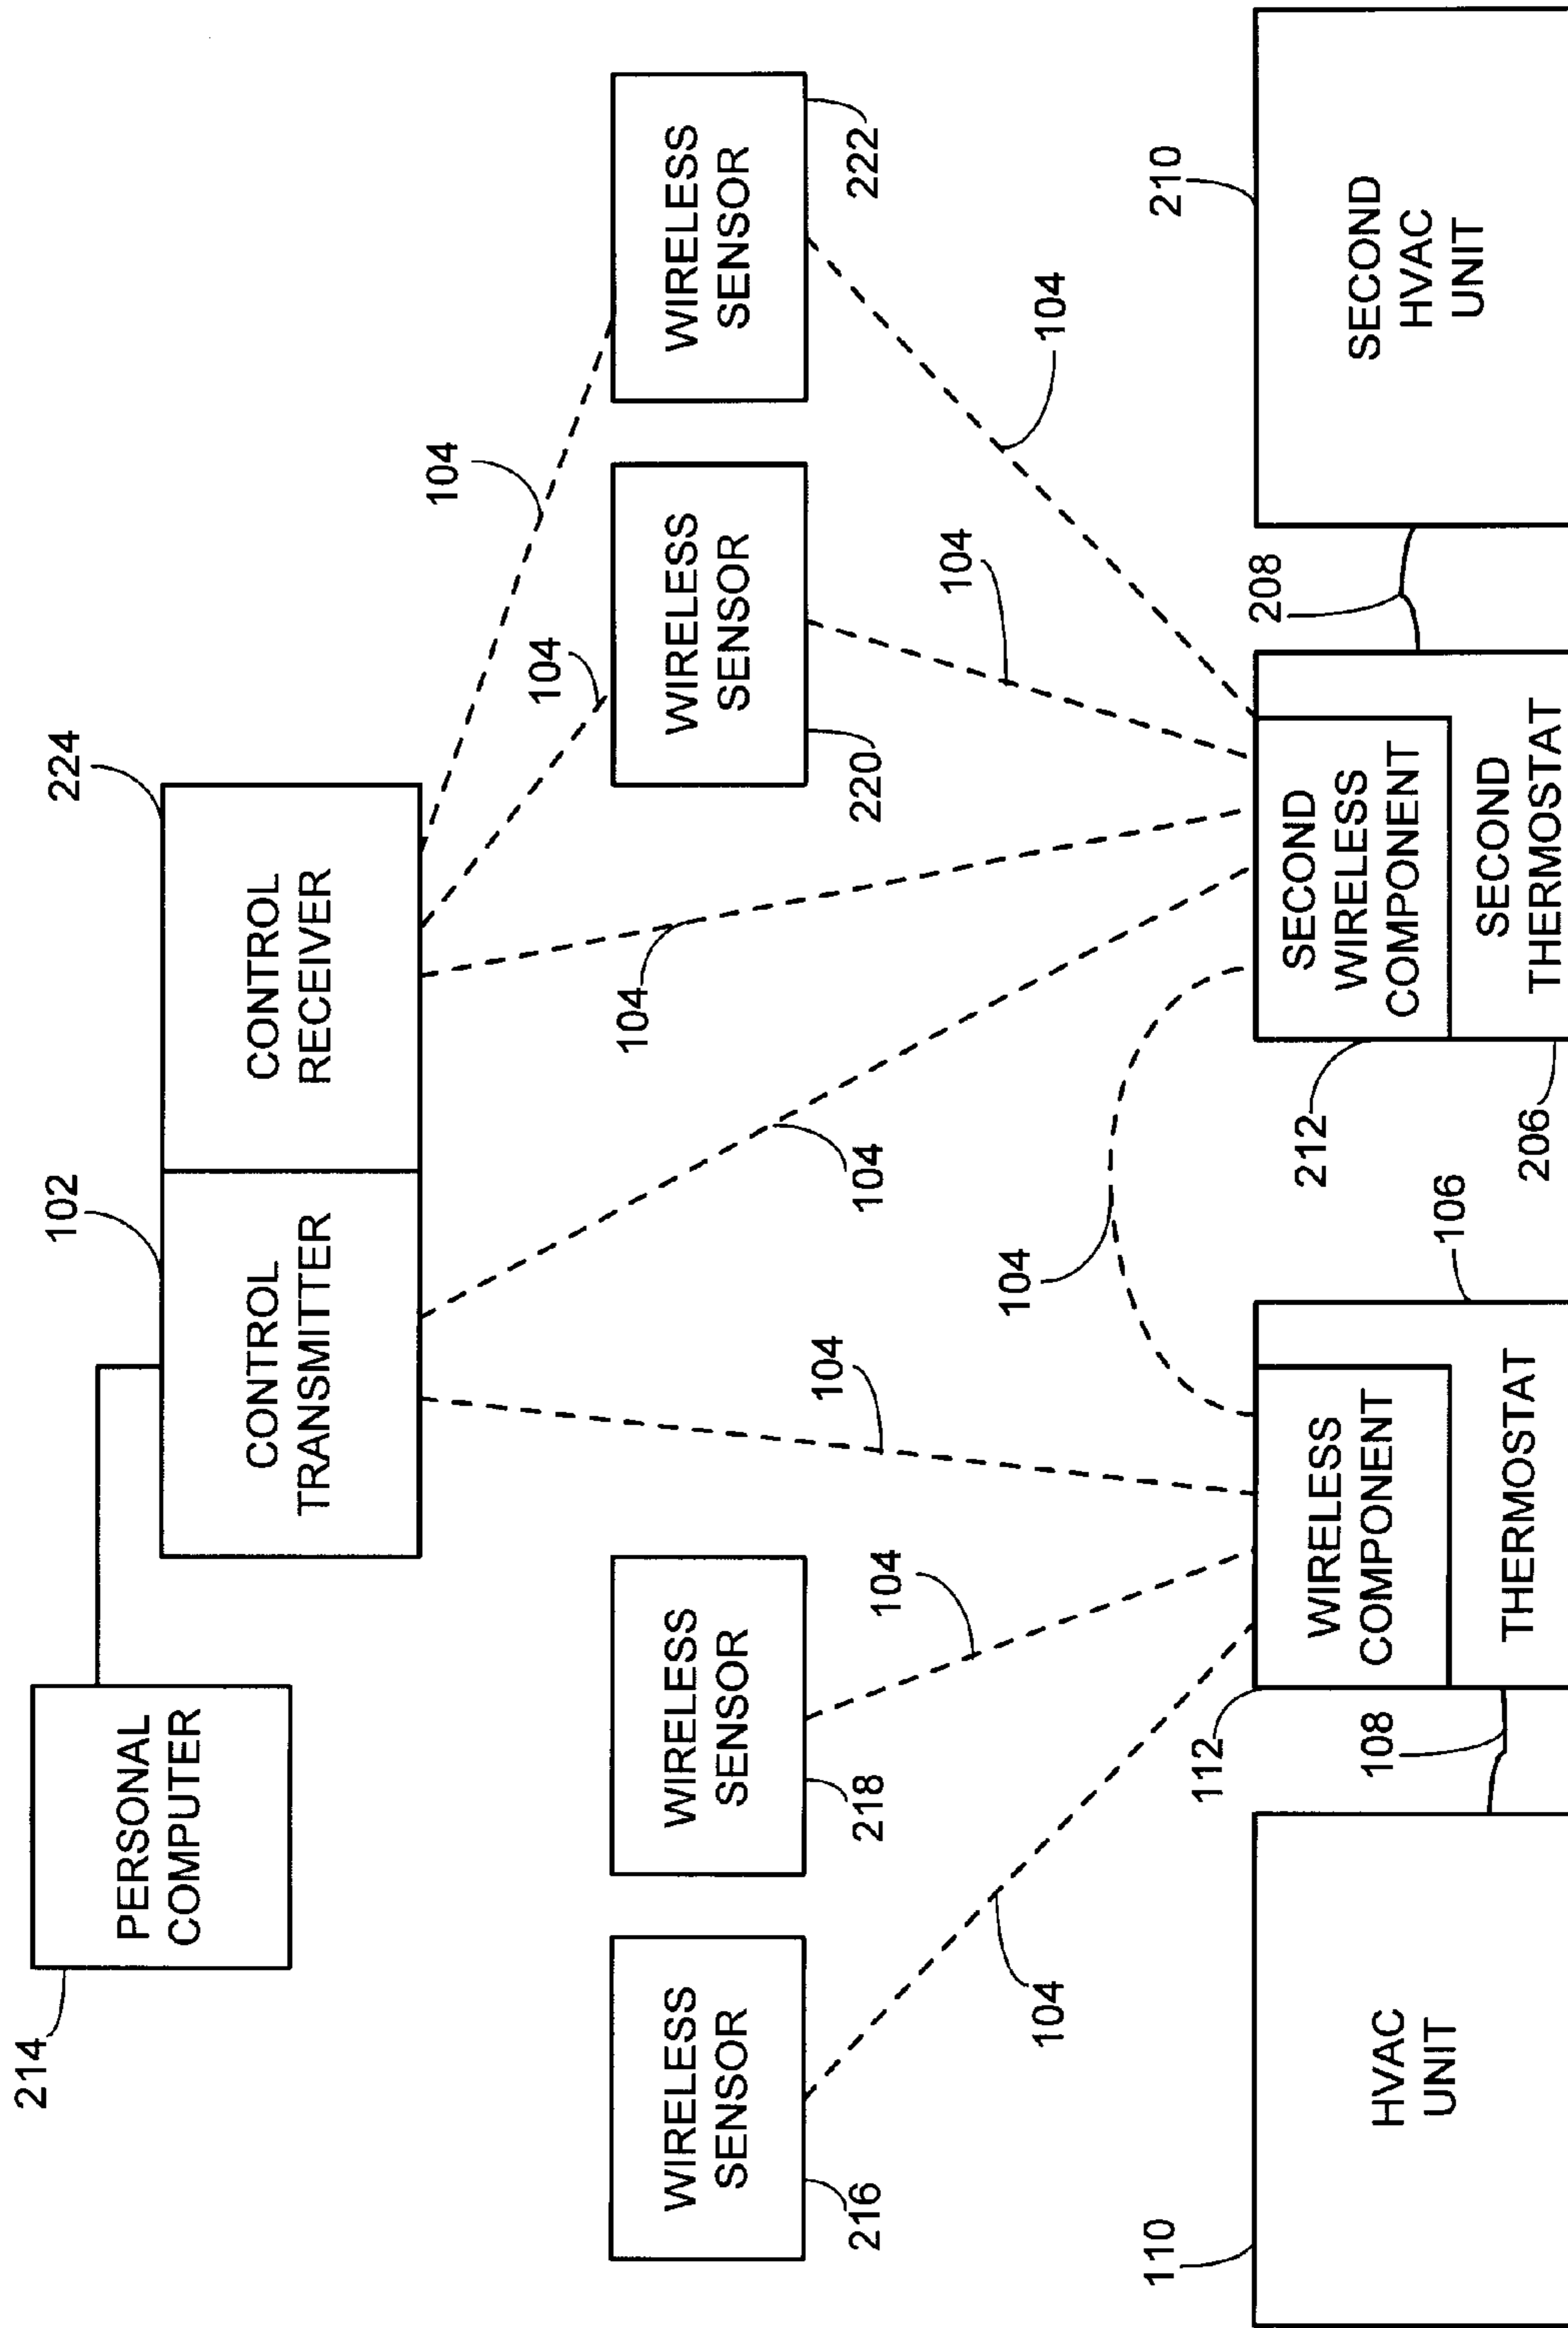 214
PERSONAL
COMPUTER
102
224
CONTROL
TRANSMITTER
CONTROL
RECEIVER
104
104
WIRELESS
SENSOR
216
WIRELESS
SENSOR
218
WIRELESS
SENSOR
220
WIRELESS
SENSOR
222
104
104
104
104
104
104
104
104
104
110
HVAC
UNIT
112
108
WIRELESS
COMPONENT
THERMOSTAT
106
212
206
SECOND
WIRELESS
COMPONENT
SECOND
THERMOSTAT
208
210
SECOND
HVAC
UNIT